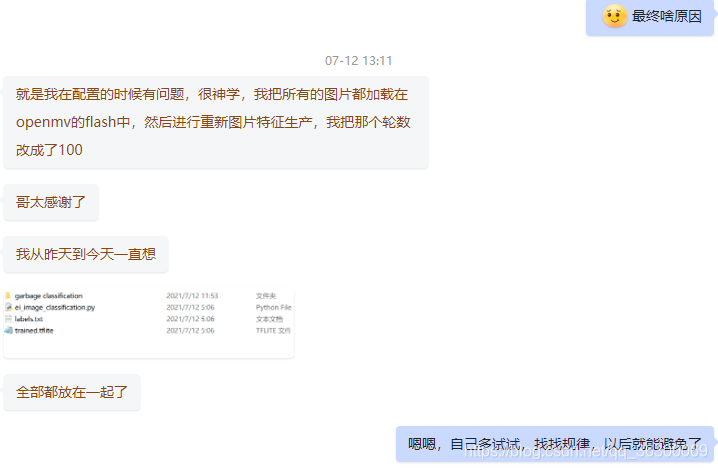 最终啥原因
07-12 13:11
就是我在配置的时候有问题，很神学，我把所有的图片都加载在
openmv的flash中，然后进行重新图片特征生产，我把那个轮数
改成了100
哥太感谢了
我从昨天到今天一直想
garbage classification 2021/7/12 11:53 文件夹
ei_image_classification.py 2021/7/12 5:06 Python File
labels.txt 2021/7/12 5:06 文本文档
trained.tflite 2021/7/12 5:06 TFLITE 文件
全部都放在一起了
嗯嗯，自己多试试，找找规律，以后就能避免了